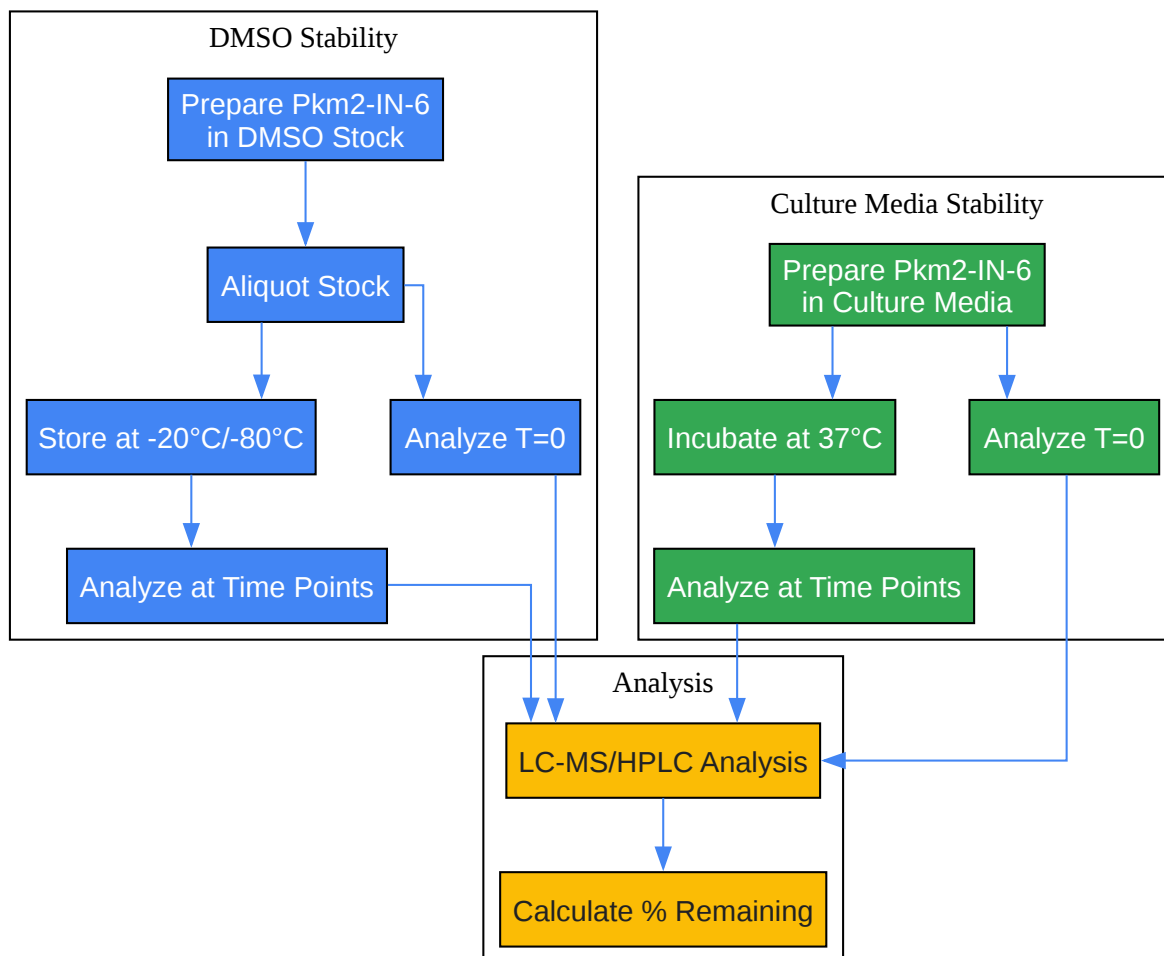 DMSO Stability
Prepare Pkm2-IN-6
in DMSO Stock
Aliquot Stock
Store at -20°C/-80°C
Analyze T=0
Analyze at Time Points
Culture Media Stability
Prepare Pkm2-IN-6
in Culture Media
Incubate at 37°C
Analyze T=0
Analyze at Time Points
Analysis
LC-MS/HPLC Analysis
Calculate % Remaining